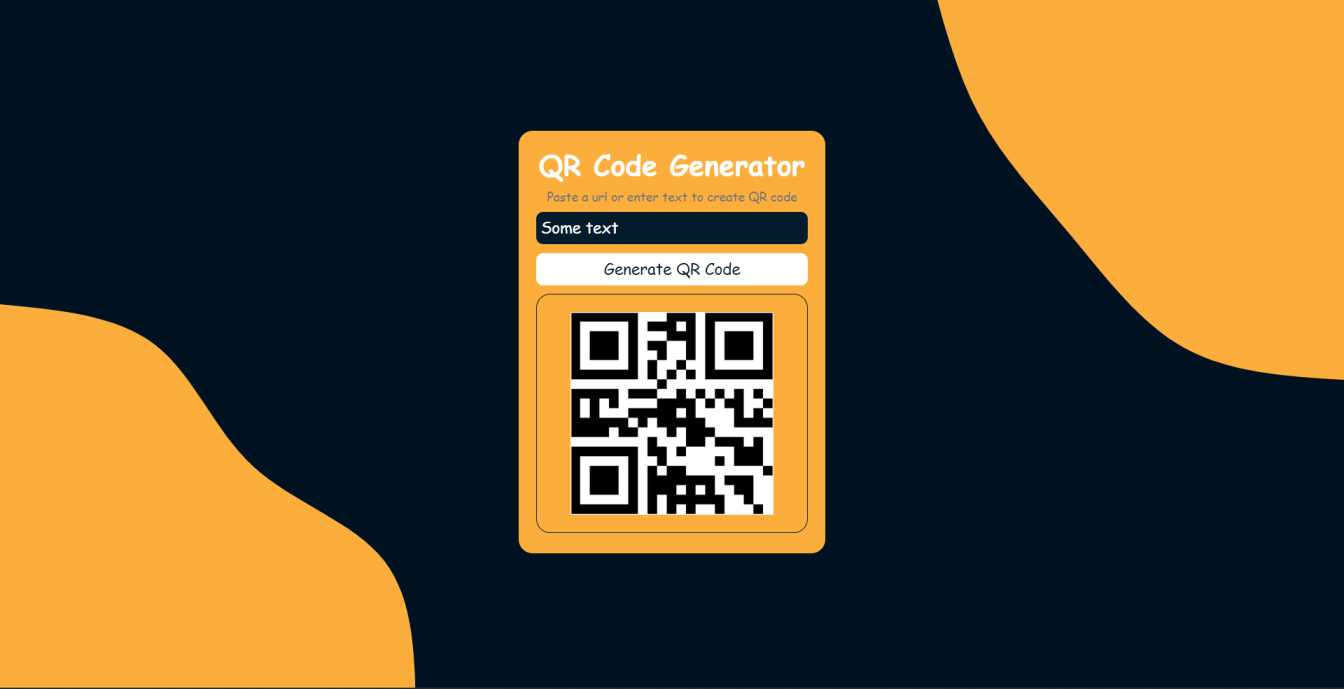 QR Code Generator
Paste a url or enter text to create QR code
Some text
Generate QR Code